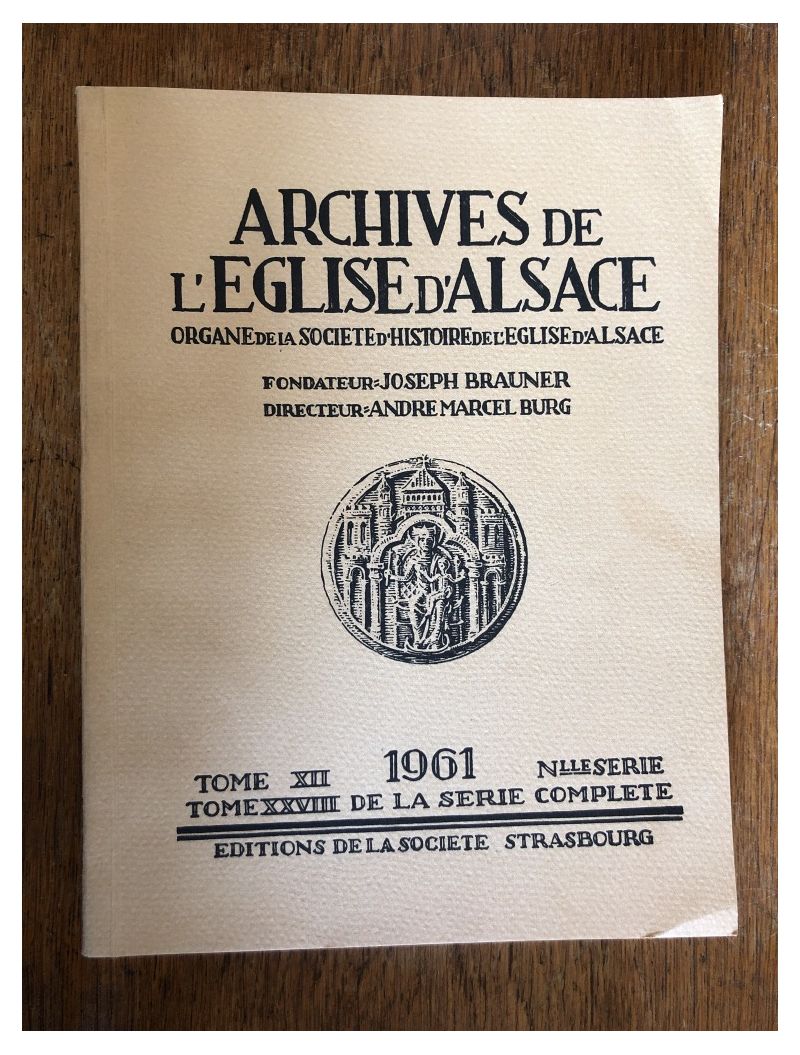 ARCHIVES DE
L'EGLISE D'ALSACE
ORGANE DE LA SOCIETE D'HISTOIRE DE L'EGLISE D'ALSACE
FONDATEUR=JOSEPH BRAUNER
DIRECTEUR=ANDRE MARCEL BURG
TOME XII 1961 NLLE SERIE
TOME XXVIII DE LA SERIE COMPLETE
EDITIONS DE LA SOCIETE STRASBOURG